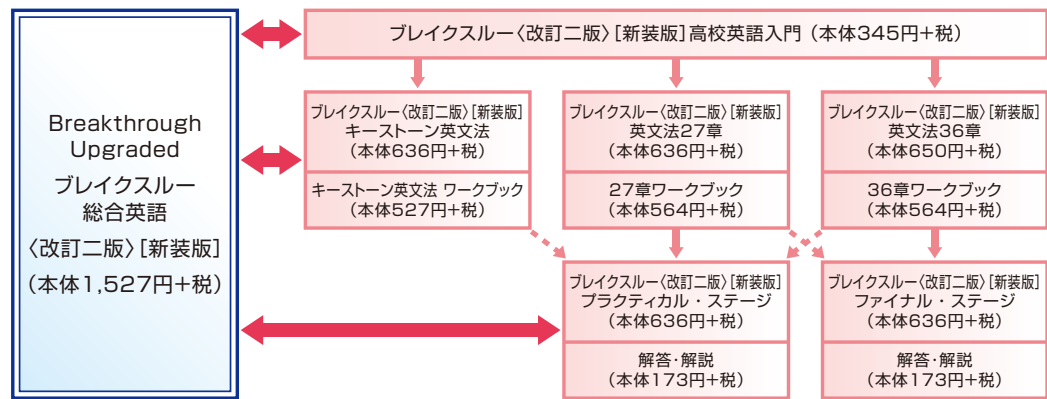 Breakthrough
Upgraded
ブレイクスルー
総合英語
〈改訂二版〉[新装版]
（本体1,527円+税）
ブレイクスルー〈改訂二版〉[新装版]高校英語入門（本体345円+税）
ブレイクスルー〈改訂二版〉[新装版]
キーストーン英文法
（本体636円+税）
キーストーン英文法 ワークブック
（本体527円+税）
ブレイクスルー〈改訂二版〉[新装版]
英文法27章
（本体636円+税）
27章ワークブック
（本体564円+税）
ブレイクスルー〈改訂二版〉[新装版]
英文法36章
（本体650円+税）
36章ワークブック
（本体564円+税）
ブレイクスルー〈改訂二版〉[新装版]
プラクティカル・ステージ
（本体636円+税）
解答・解説
（本体173円+税）
ブレイクスルー〈改訂二版〉[新装版]
ファイナル・ステージ
（本体636円+税）
解答・解説
（本体173円+税）